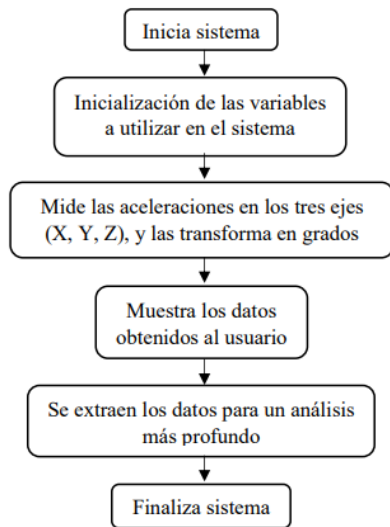 Inicia sistema
Inicialización de las variables
a utilizar en el sistema
Mide las aceleraciones en los tres ejes
(X, Y, Z), y las transforma en grados
Muestra los datos
obtenidos al usuario
Se extraen los datos para un análisis
más profundo
Finaliza sistema